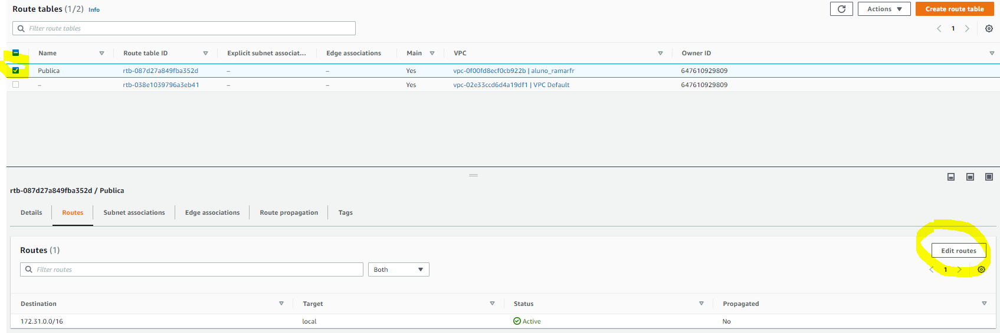 Route tables (1/2) Info
Actions
Create route table
Filter route tables
1
Name Route table ID Explicit subnet associat... Edge associations Main VPC Owner ID
Publica rtb-087d27a849fba352d – – Yes vpc-0f00fd8ecf0cb922b | aluno_ramarfr 647610929809
– rtb-038e1039796a3eb41 – – Yes vpc-02e33ccd6d4a19df1 | VPC Default 647610929809
rtb-087d27a849fba352d / Publica
Details Routes Subnet associations Edge associations Route propagation Tags
Routes (1)
Edit routes
Filter routes Both
1
Destination Target Status Propagated
172.31.0.0/16 local Active No